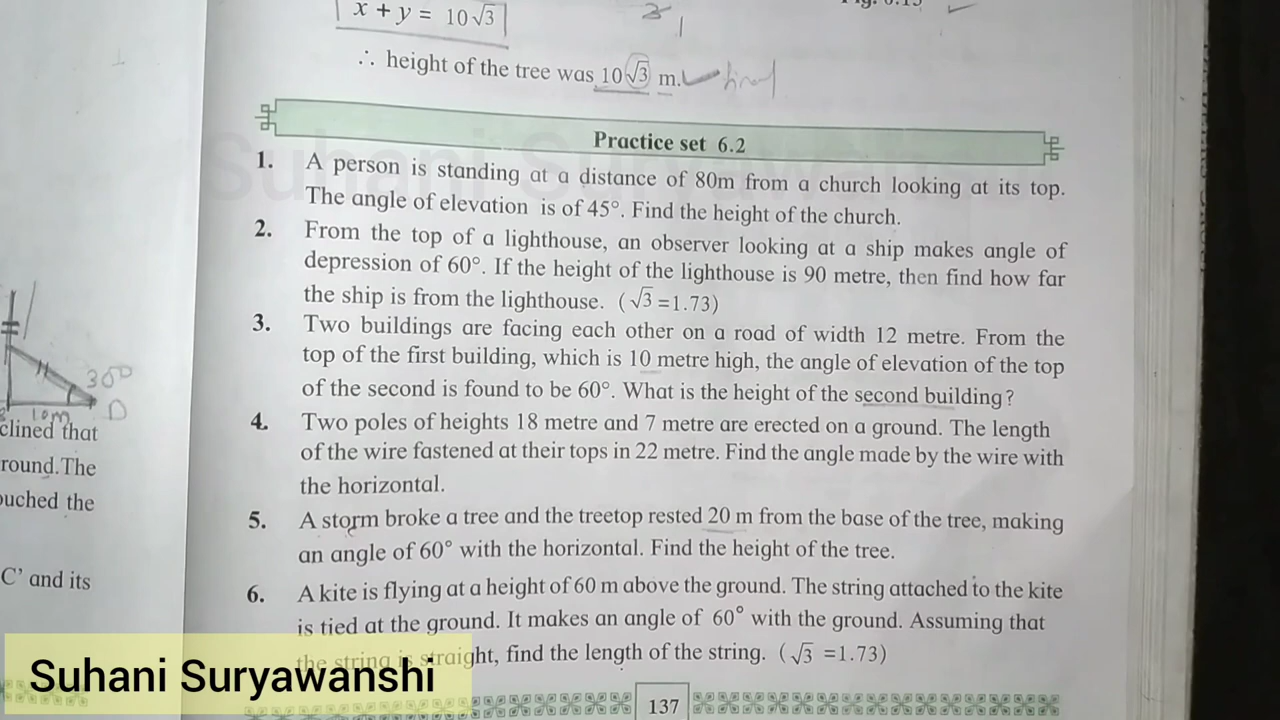 x + y = 10√3
∴ height of the tree was 10√3 m.
Practice set 6.2
1. A person is standing at a distance of 80m from a church looking at its top.
The angle of elevation is of 45°. Find the height of the church.
2. From the top of a lighthouse, an observer looking at a ship makes angle of
depression of 60°. If the height of the lighthouse is 90 metre, then find how far
the ship is from the lighthouse. (√3 =1.73)
3. Two buildings are facing each other on a road of width 12 metre. From the
top of the first building, which is 10 metre high, the angle of elevation of the top
of the second is found to be 60°. What is the height of the second building?
4. Two poles of heights 18 metre and 7 metre are erected on a ground. The length
of the wire fastened at their tops in 22 metre. Find the angle made by the wire with
the horizontal.
5. A storm broke a tree and the treetop rested 20 m from the base of the tree, making
an angle of 60° with the horizontal. Find the height of the tree.
6. A kite is flying at a height of 60 m above the ground. The string attached to the kite
is tied at the ground. It makes an angle of 60° with the ground. Assuming that
the string is straight, find the length of the string. (√3 =1.73)
137
30°
D
10m
clined that
round.The
ouched the
C' and its
Suhani Suryawanshi